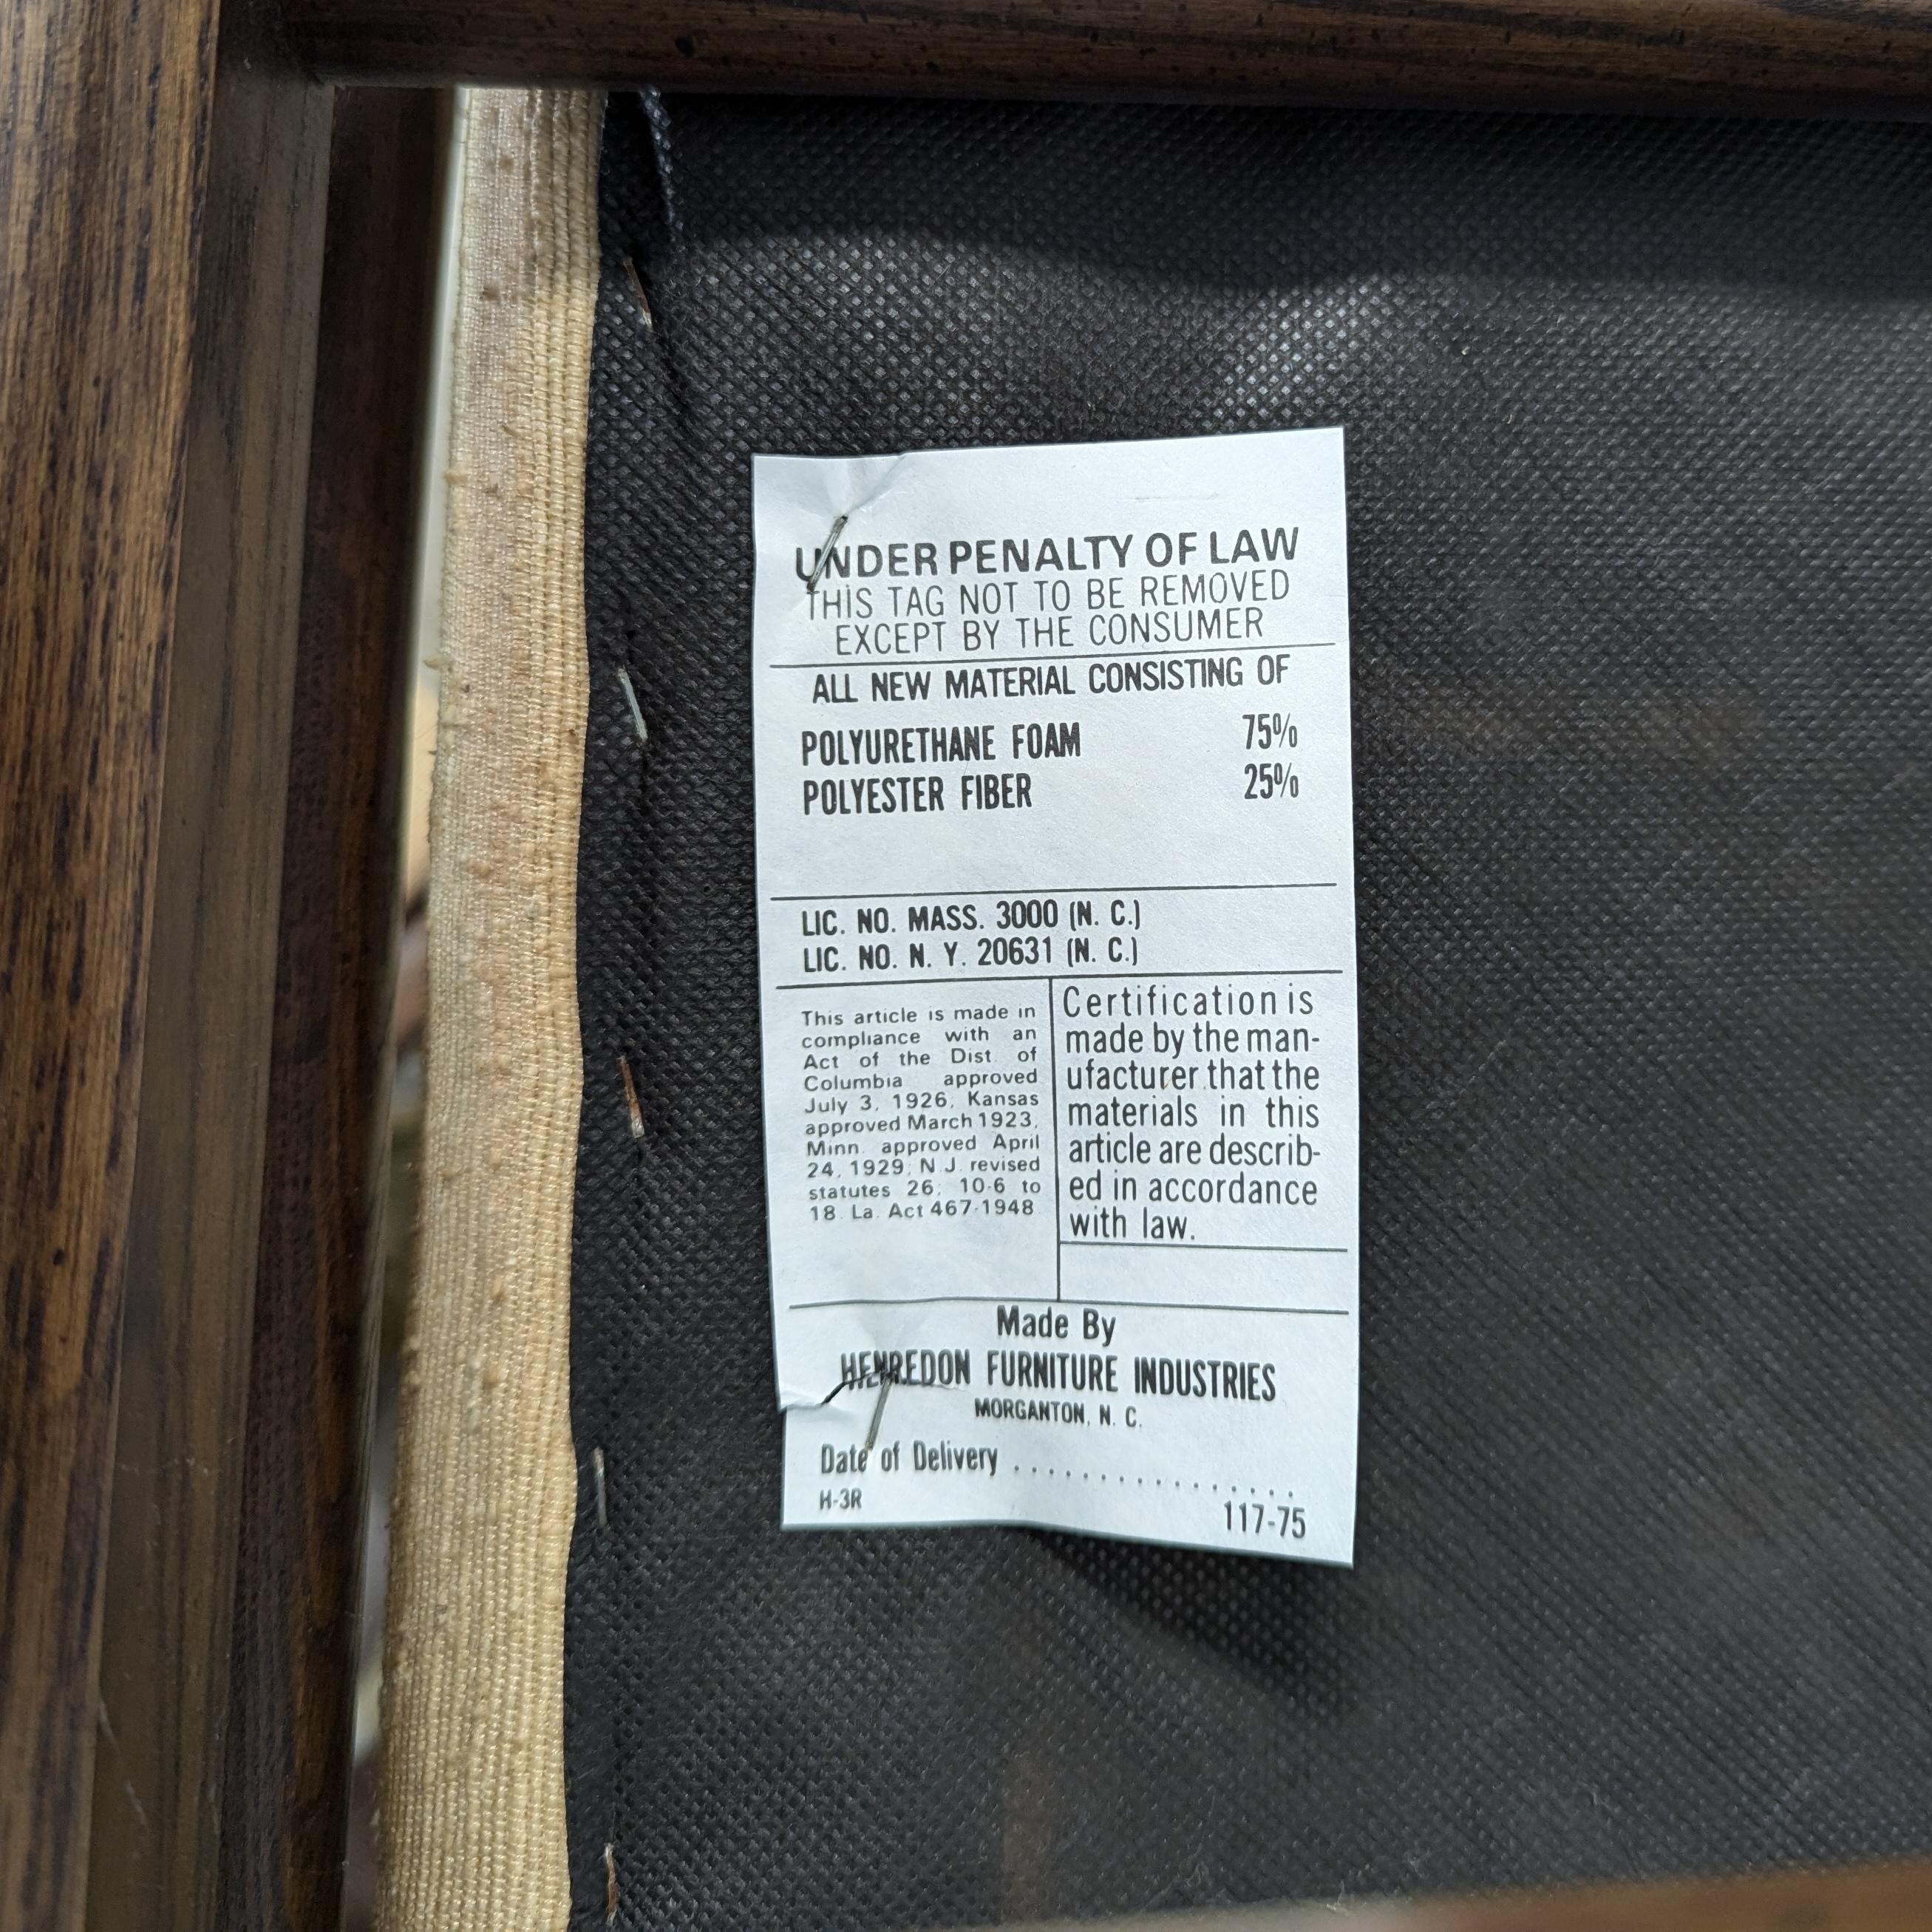 UNDER PENALTY OF LAW
THIS TAG NOT TO BE REMOVED
EXCEPT BY THE CONSUMER
ALL NEW MATERIAL CONSISTING OF
POLYURETHANE FOAM 75%
POLYESTER FIBER 25%
LIC. NO. MASS. 3000 (N. C.)
LIC. NO. N. Y. 20631 (N. C.)
This article is made in
compliance with an
Act of the Dist. of
Columbia approved
July 3, 1926; Kansas
approved March 1923,
Minn. approved April
24, 1929; N.J. revised
statutes 26; 10-6 to
18. La. Act 467-1948.
Certification is
made by the man-
ufacturer that the
materials in this
article are describ-
ed in accordance
with law.
Made By
HENREDON FURNITURE INDUSTRIES
MORGANTON, N. C.
Date of Delivery ................
H-3R 117-75